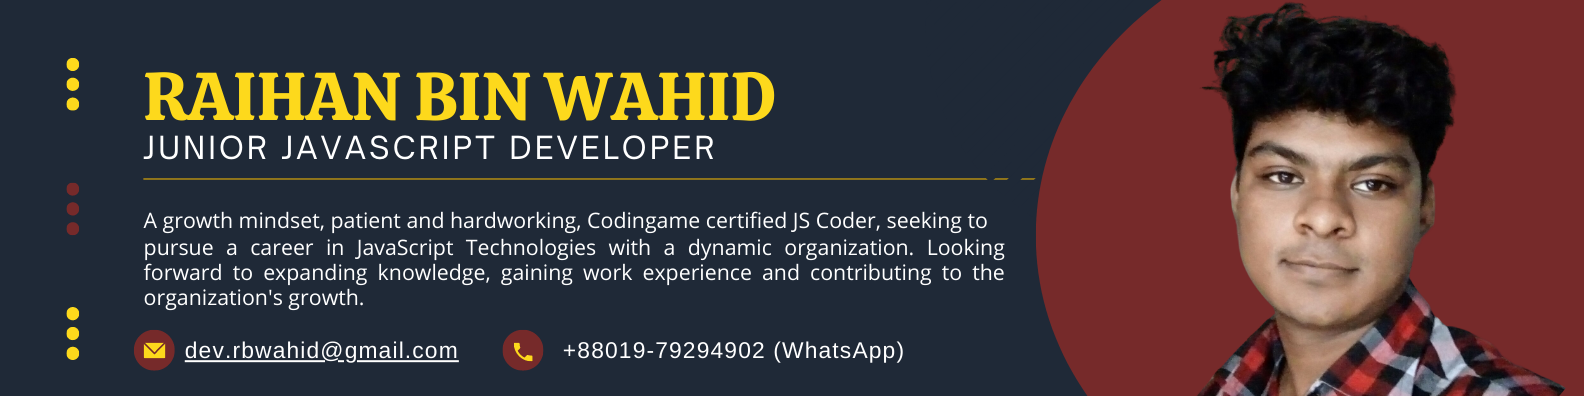 RAIHAN BIN WAHID
JUNIOR JAVASCRIPT DEVELOPER
A growth mindset, patient and hardworking, Codingame certified JS Coder, seeking to
pursue a career in JavaScript Technologies with a dynamic organization. Looking
forward to expanding knowledge, gaining work experience and contributing to the
organization's growth.
dev.rbwahid@gmail.com +88019-79294902 (WhatsApp)